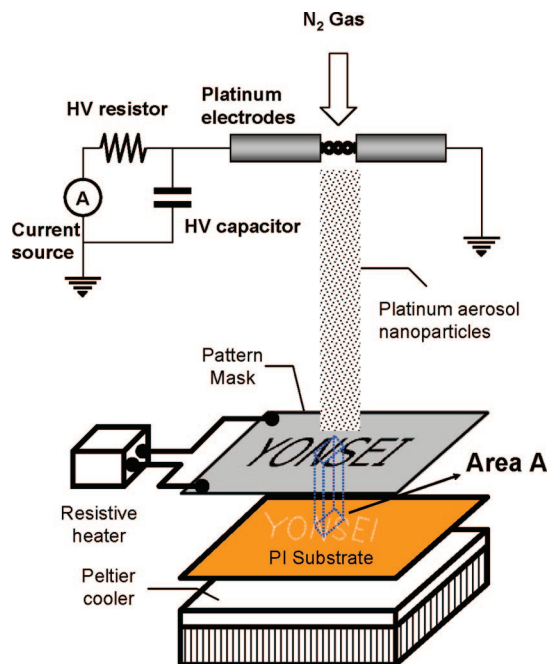 N₂ Gas
HV resistor
Platinum
electrodes
A
Current
source
HV capacitor
Platinum aerosol
nanoparticles
Pattern
Mask
YONSEI
Area A
Resistive
heater
YONSEI
PI Substrate
Peltier
cooler